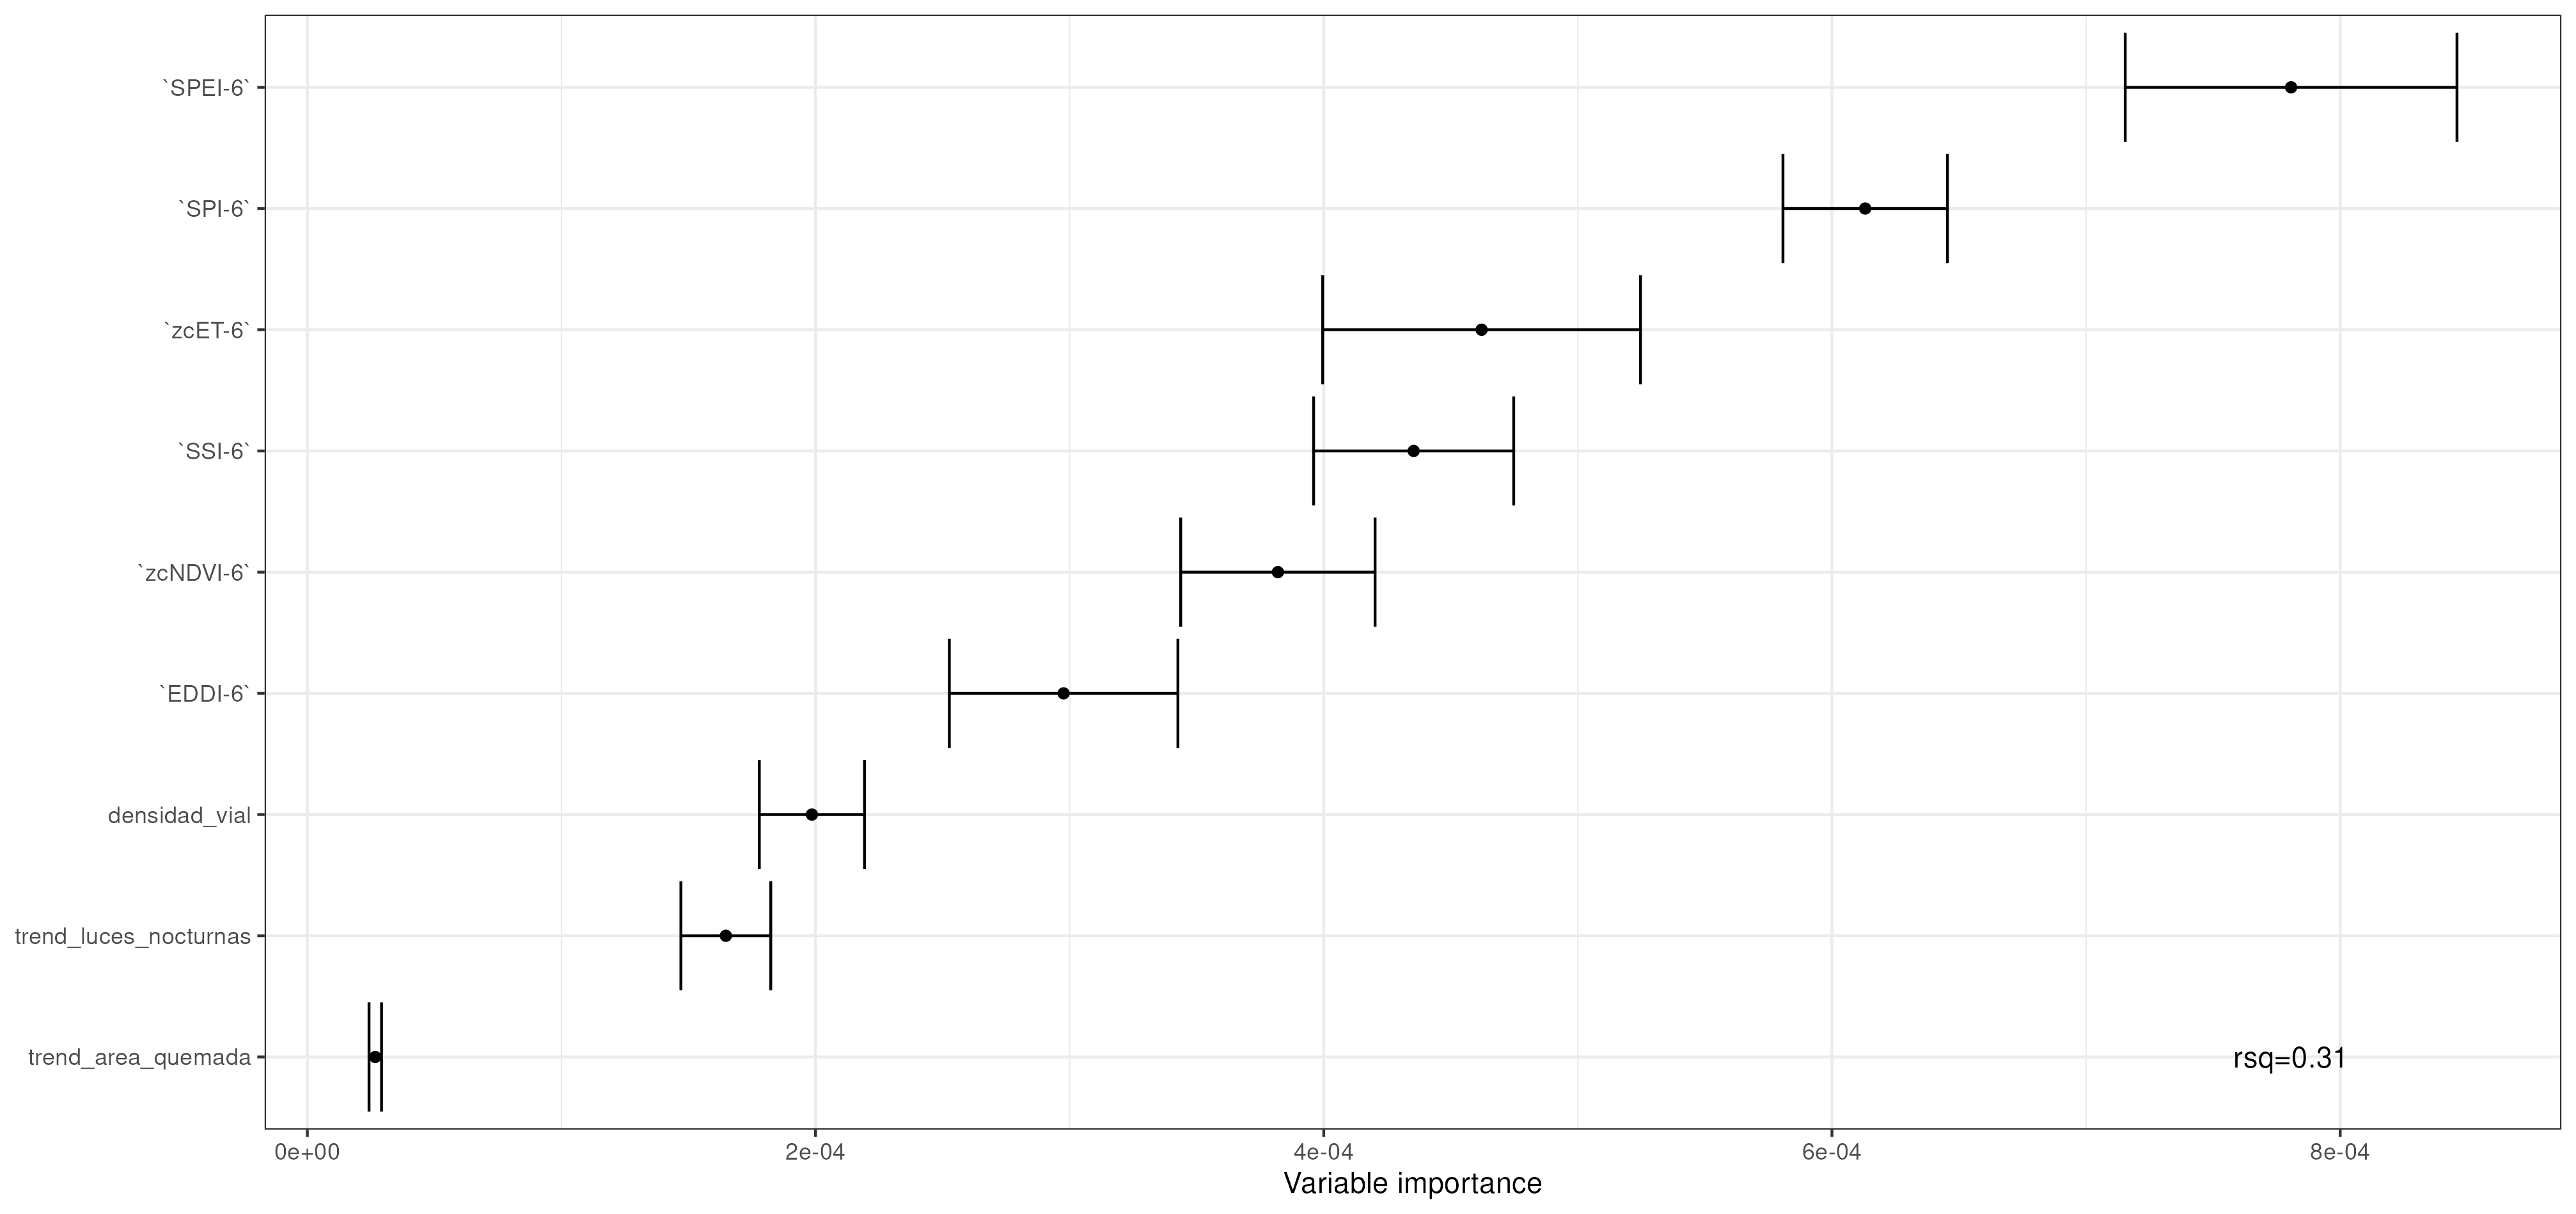 `SPEI-6`
`SPI-6`
`zcET-6`
`SSI-6`
`zcNDVI-6`
`EDDI-6`
densidad_vial
trend_luces_nocturnas
trend_area_quemada
rsq=0.31
0e+00 2e-04 4e-04 6e-04 8e-04
Variable importance